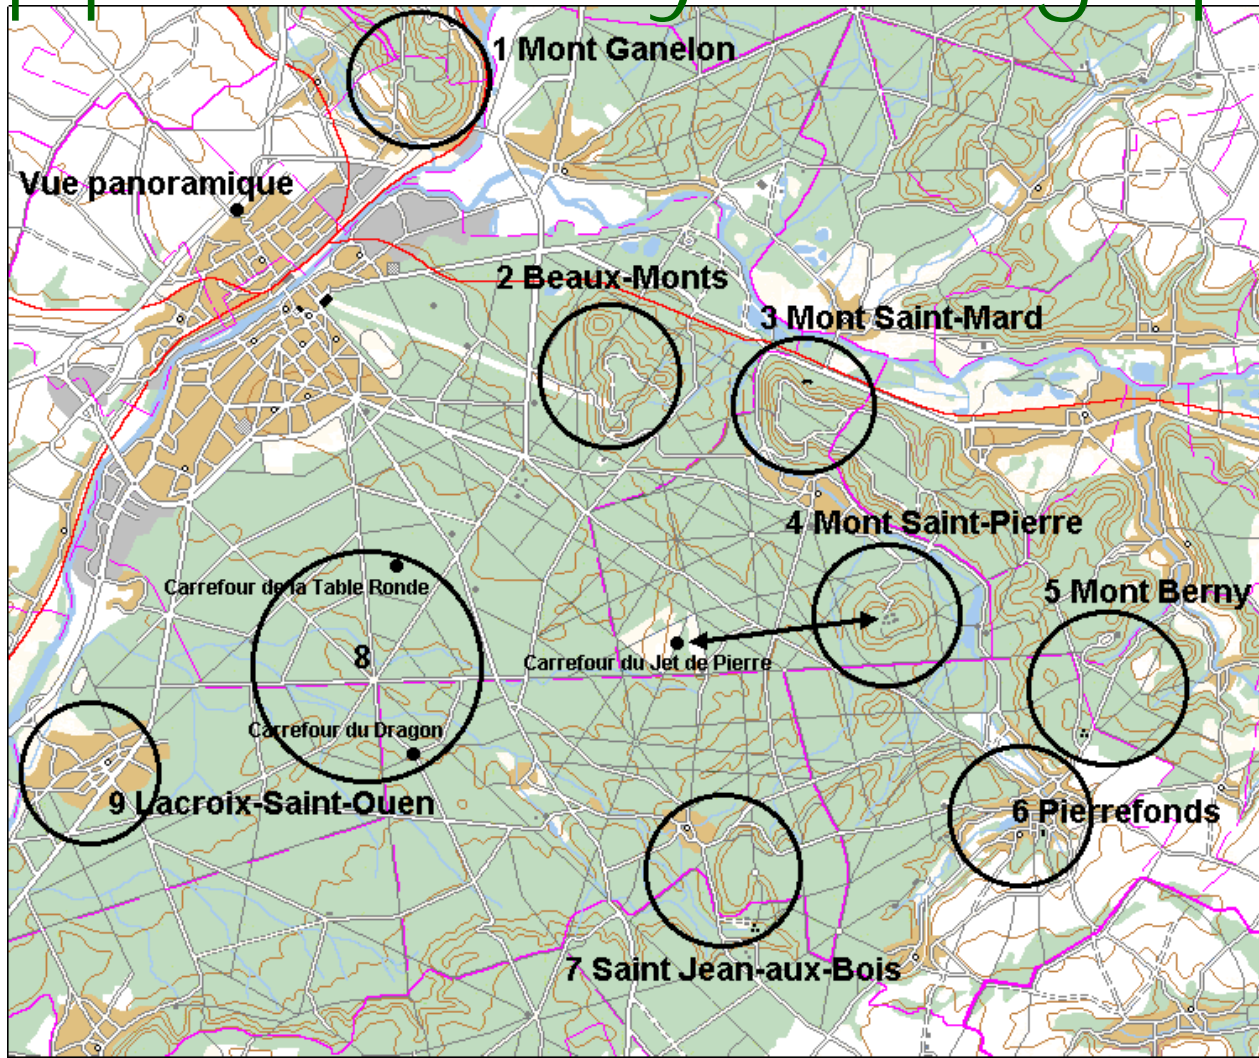 1 Mont Ganelon
Vue panoramique
2 Beaux-Monts
3 Mont Saint-Mard
4 Mont Saint-Pierre
Carrefour de la Table Ronde
5 Mont Berny
8
Carrefour du Jet de Pierre
Carrefour du Dragon
9 Lacroix-Saint-Ouen
6 Pierrefonds
7 Saint Jean-aux-Bois